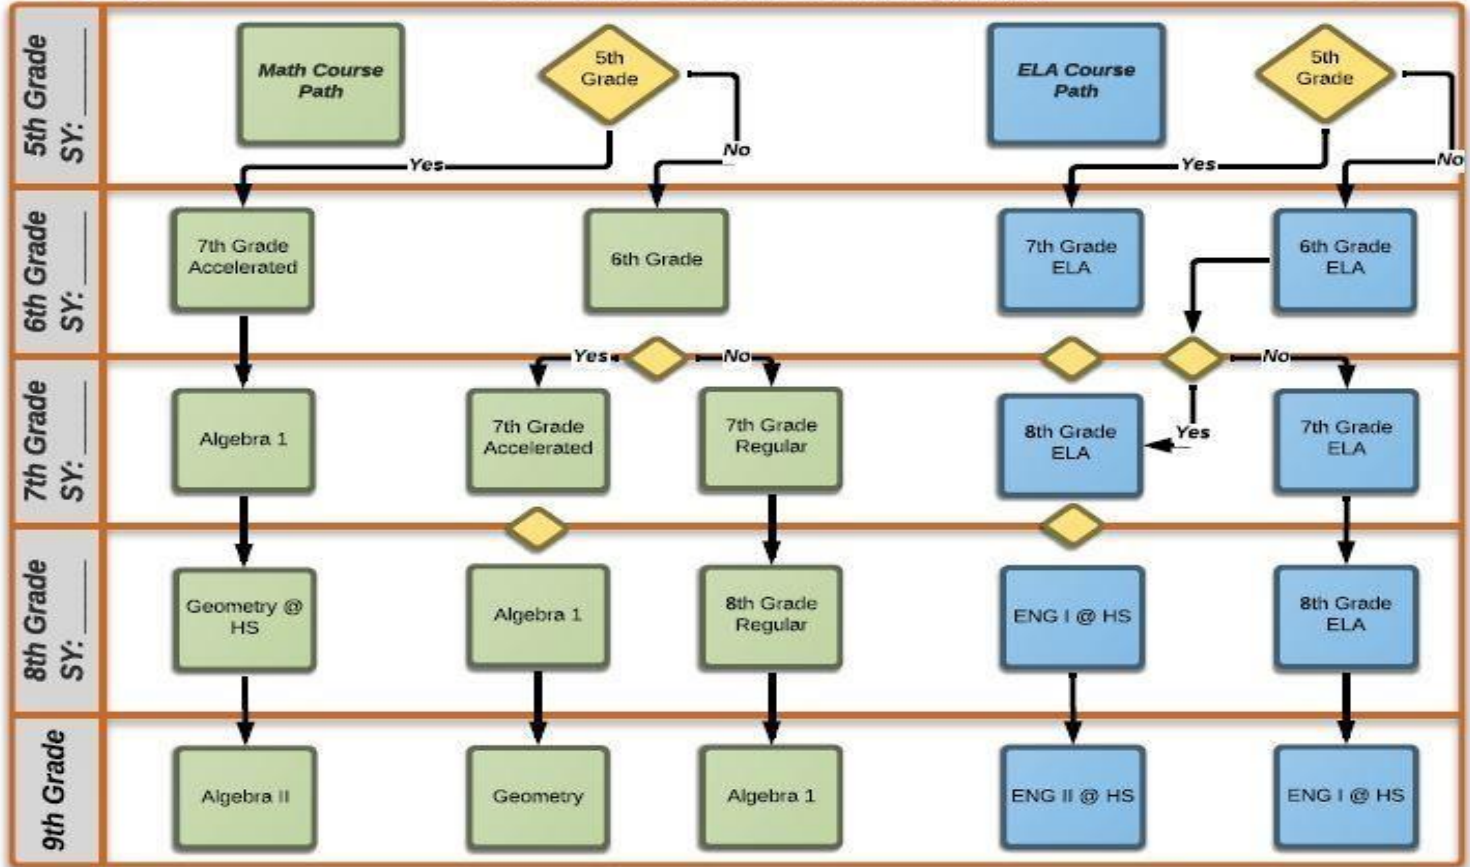 5th Grade
SY: ______
Math Course
Path
5th
Grade
ELA Course
Path
5th
Grade
Yes
No
Yes
No
6th Grade
SY: ______
7th Grade
Accelerated
6th Grade
7th Grade
ELA
6th Grade
ELA
Yes
No
No
7th Grade
SY: ______
Algebra 1
7th Grade
Accelerated
7th Grade
Regular
8th Grade
ELA
Yes
7th Grade
ELA
8th Grade
SY: ______
Geometry @
HS
Algebra 1
8th Grade
Regular
ENG I @ HS
8th Grade
ELA
9th Grade
Algebra II
Geometry
Algebra 1
ENG II @ HS
ENG I @ HS